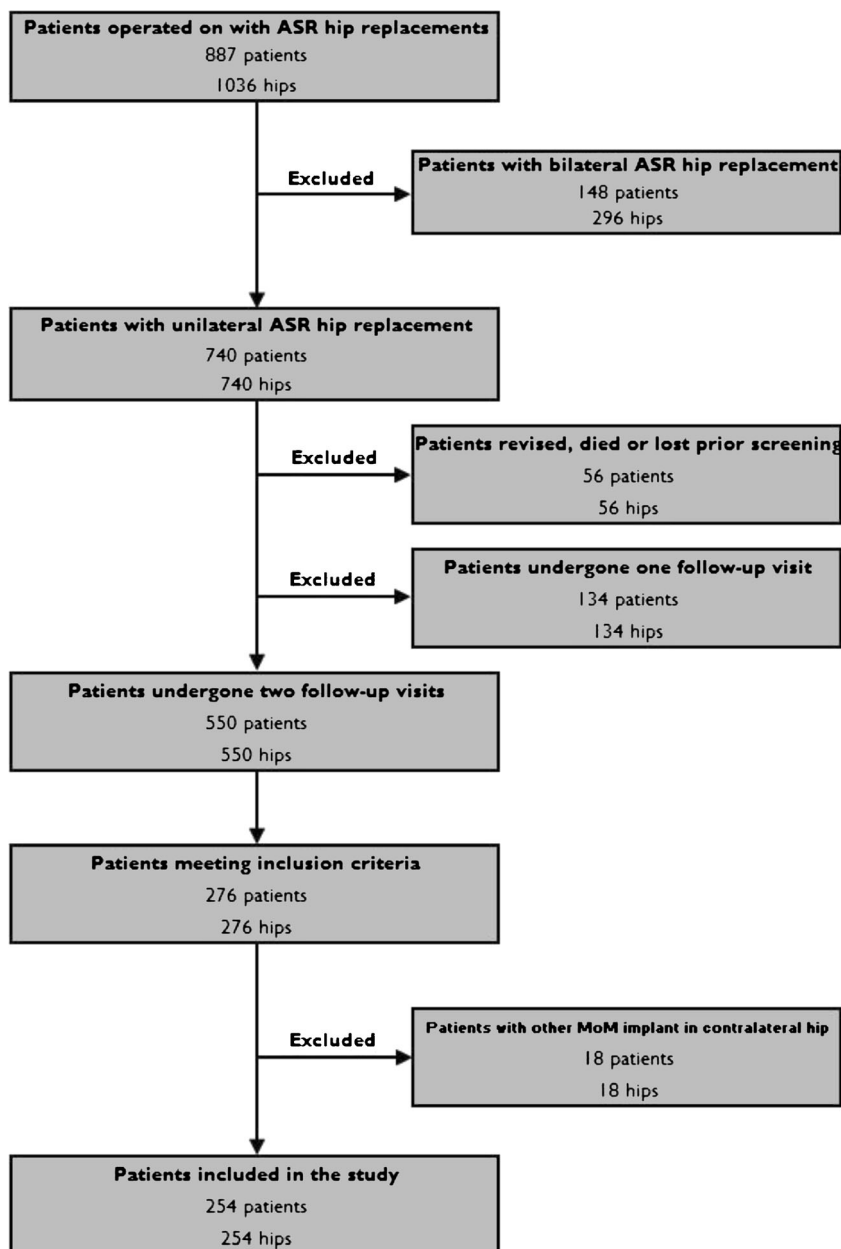 Patients operated on with ASR hip replacements
887 patients
1036 hips
Excluded
Patients with bilateral ASR hip replacement
148 patients
296 hips
Patients with unilateral ASR hip replacement
740 patients
740 hips
Excluded
Patients revised, died or lost prior screening
56 patients
56 hips
Excluded
Patients undergone one follow-up visit
134 patients
134 hips
Patients undergone two follow-up visits
550 patients
550 hips
Patients meeting inclusion criteria
276 patients
276 hips
Excluded
Patients with other MoM implant in contralateral hip
18 patients
18 hips
Patients included in the study
254 patients
254 hips